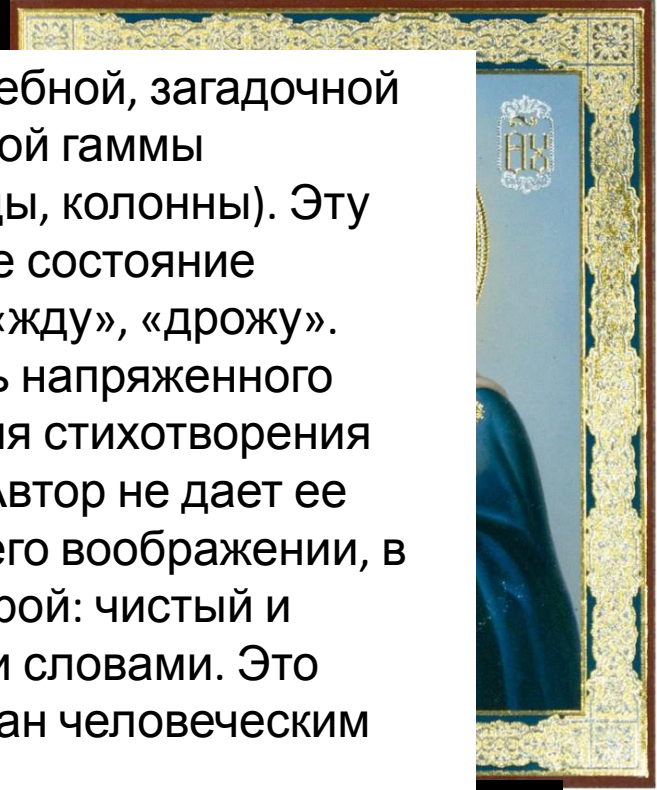 ебной, загадочной
ой гаммы
ды, колонны). Эту
е состояние
«жду», «дрожу».
ь напряженного
ия стихотворения
Автор не дает ее
его воображении, в
рой: чистый и
и словами. Это
ан человеческим